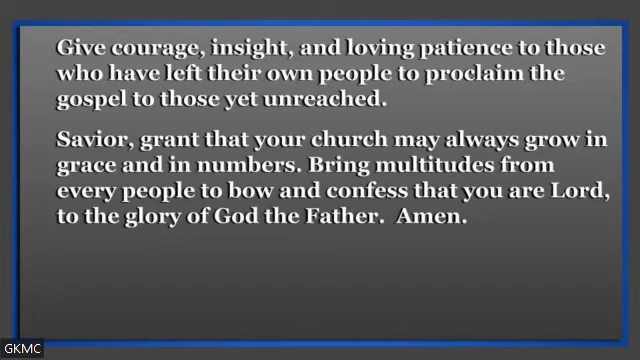 Give courage, insight, and loving patience to those
who have left their own people to proclaim the
gospel to those yet unreached.
Savior, grant that your church may always grow in
grace and in numbers. Bring multitudes from
every people to bow and confess that you are Lord,
to the glory of God the Father.  Amen.
GKMC